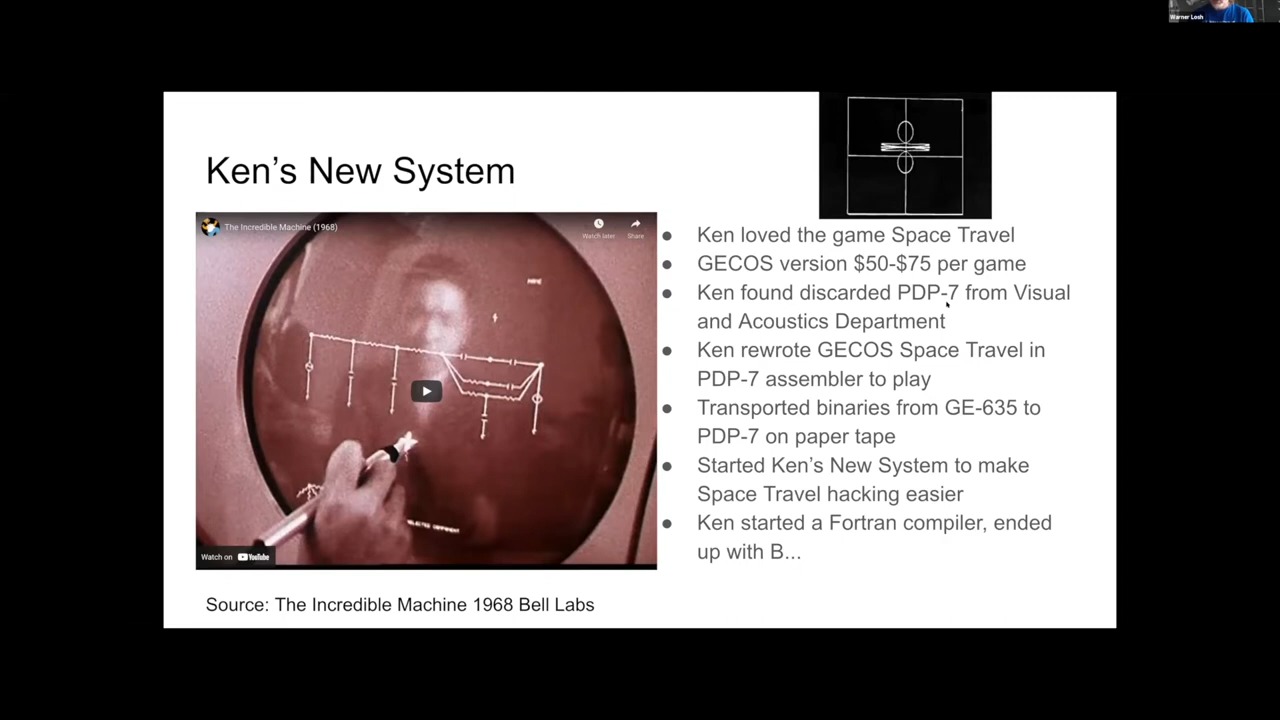 Warner Losh
Ken's New System
The Incredible Machine (1968)
Watch later
Share
Watch on YouTube
Source: The Incredible Machine 1968 Bell Labs
● Ken loved the game Space Travel
● GECOS version $50-$75 per game
● Ken found discarded PDP-7 from Visual
and Acoustics Department
● Ken rewrote GECOS Space Travel in
PDP-7 assembler to play
● Transported binaries from GE-635 to
PDP-7 on paper tape
● Started Ken's New System to make
Space Travel hacking easier
● Ken started a Fortran compiler, ended
up with B...